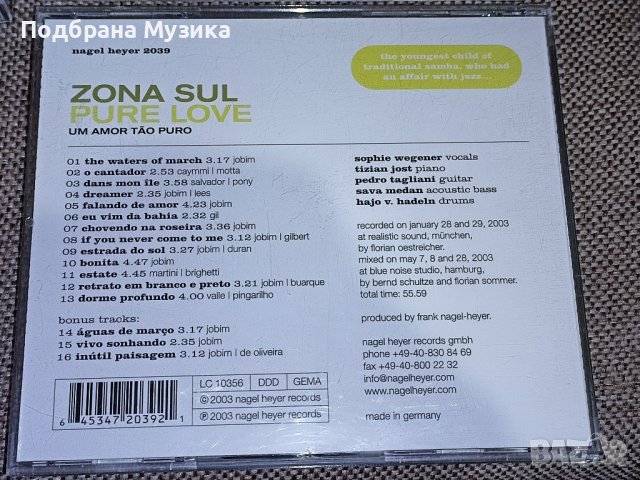 Подбрана Музика
nagel heyer 2039
the youngest child of
traditional samba, who had
an affair with jazz...
ZONA SUL
PURE LOVE
UM AMOR TÃO PURO
01 the waters of march 3.17 jobim
02 o cantador 2.53 caymmi | motta
03 dans mon île 3.58 salvador | pony
04 dreamer 2.35 jobim | lees
05 falando de amor 4.23 jobim
06 eu vim da bahia 2.32 gil
07 chovendo na roseira 3.36 jobim
08 if you never come to me 3.12 jobim | gilbert
09 estrada do sol 3.27 jobim | duran
10 bonita 4.47 jobim
11 estate 4.45 martini | brighetti
12 retrato em branco e preto 3.21 jobim | buarque
13 dorme profundo 4.00 valle | pingarilho
bonus tracks:
14 águas de março 3.17 jobim
15 vivo sonhando 2.35 jobim
16 inútil paisagem 3.12 jobim | de oliveira
sophie wegener vocals
tizian jost piano
pedro tagliani guitar
sava medan acoustic bass
hajo v. hadeln drums
recorded on january 28 and 29, 2003
at realistic sound, münchen,
by florian oestreicher.
mixed on may 7, 8 and 28, 2003
at blue noise studio, hamburg,
by bernd schultze and florian sommer.
total time: 55.59
produced by frank nagel-heyer.
nagel heyer records gmbh
phone +49-40-830 84 69
fax +49-40-800 22 32
info@nagelheyer.com
www.nagelheyer.com
made in germany
LC 10356 DDD GEMA
© 2003 nagel heyer records
℗ 2003 nagel heyer records
6 45347 20392 1
BAZAR